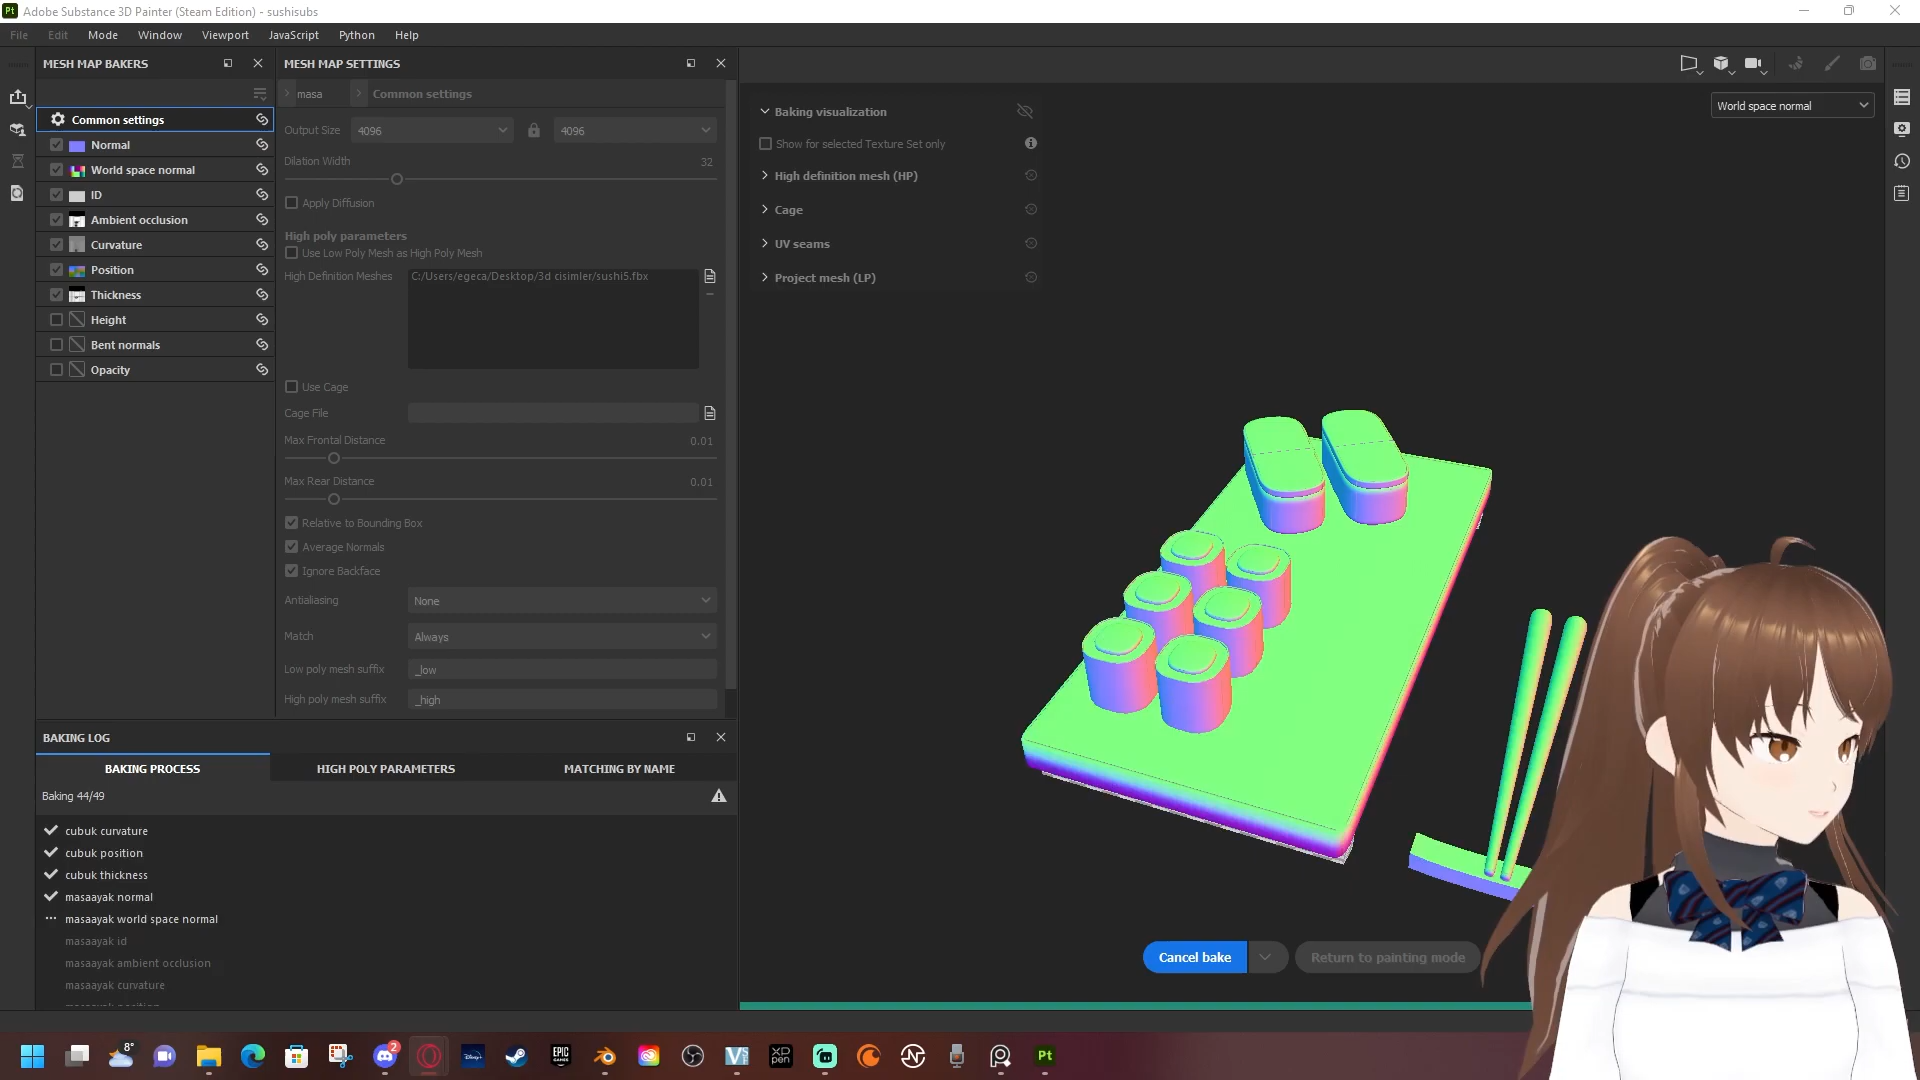 Adobe Substance 3D Painter (Steam Edition) - sushisubs
File Edit Mode Window Viewport JavaScript Python Help
MESH MAP BAKERS
Common settings
Normal
World space normal
ID
Ambient occlusion
Curvature
Position
Thickness
Height
Bent normals
Opacity
MESH MAP SETTINGS
masa Common settings
Output Size 4096 4096
Dilation Width 32
Apply Diffusion
High poly parameters
Use Low Poly Mesh as High Poly Mesh
High Definition Meshes C:/Users/egeca/Desktop/3d cisimler/sushi5.fbx
Use Cage
Cage File
Max Frontal Distance 0.01
Max Rear Distance 0.01
Relative to Bounding Box
Average Normals
Ignore Backface
Antialiasing None
Match Always
Low poly mesh suffix _low
High poly mesh suffix _high
Baking visualization
Show for selected Texture Set only
High definition mesh (HP)
Cage
UV seams
Project mesh (LP)
World space normal
BAKING LOG
BAKING PROCESS HIGH POLY PARAMETERS MATCHING BY NAME
Baking 44/49
cubuk curvature
cubuk position
cubuk thickness
masaayak normal
masaayak world space normal
masaayak id
masaayak ambient occlusion
masaayak curvature
Cancel bake
Return to painting mode
8°
2
Disney+
EPIC GAMES
XP PEN
Pt